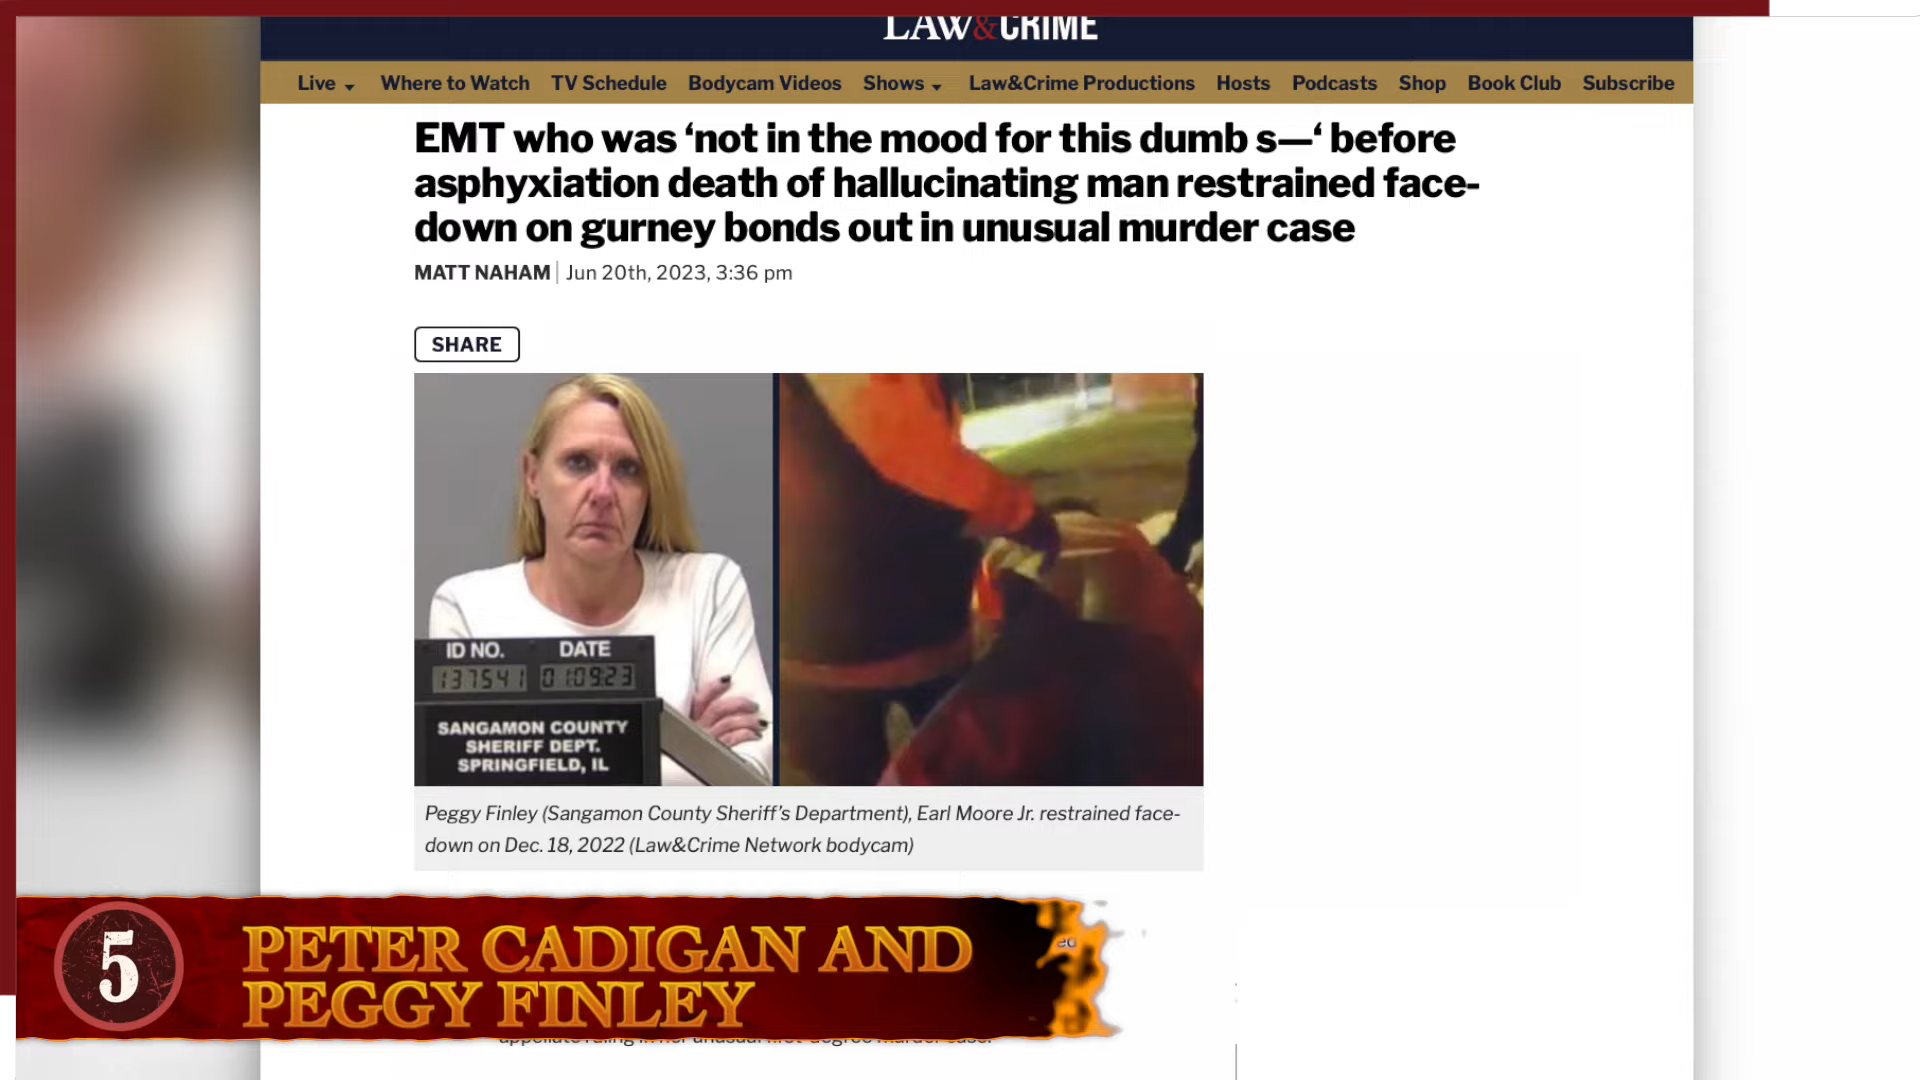 LAW&CRIME
Live Where to Watch TV Schedule Bodycam Videos Shows Law&Crime Productions Hosts Podcasts Shop Book Club Subscribe
EMT who was ‘not in the mood for this dumb s—‘ before
asphyxiation death of hallucinating man restrained face-
down on gurney bonds out in unusual murder case
MATT NAHAM | Jun 20th, 2023, 3:36 pm
SHARE
ID NO. DATE
137541 010923
SANGAMON COUNTY
SHERIFF DEPT.
SPRINGFIELD, IL
Peggy Finley (Sangamon County Sheriff’s Department), Earl Moore Jr. restrained face-
down on Dec. 18, 2022 (Law&Crime Network bodycam)
5
PETER CADIGAN AND
PEGGY FINLEY